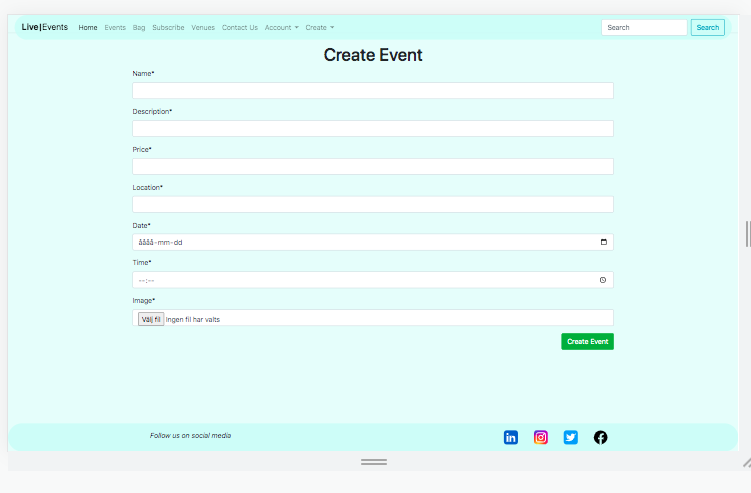 Live|Events Home Events Bag Subscribe Venues Contact Us Account Create Search Search
Create Event
Name*
Description*
Price*
Location*
Date*
åååå-mm-dd
Time*
--:--
Image*
Välj fil Ingen fil har valts
Create Event
Follow us on social media